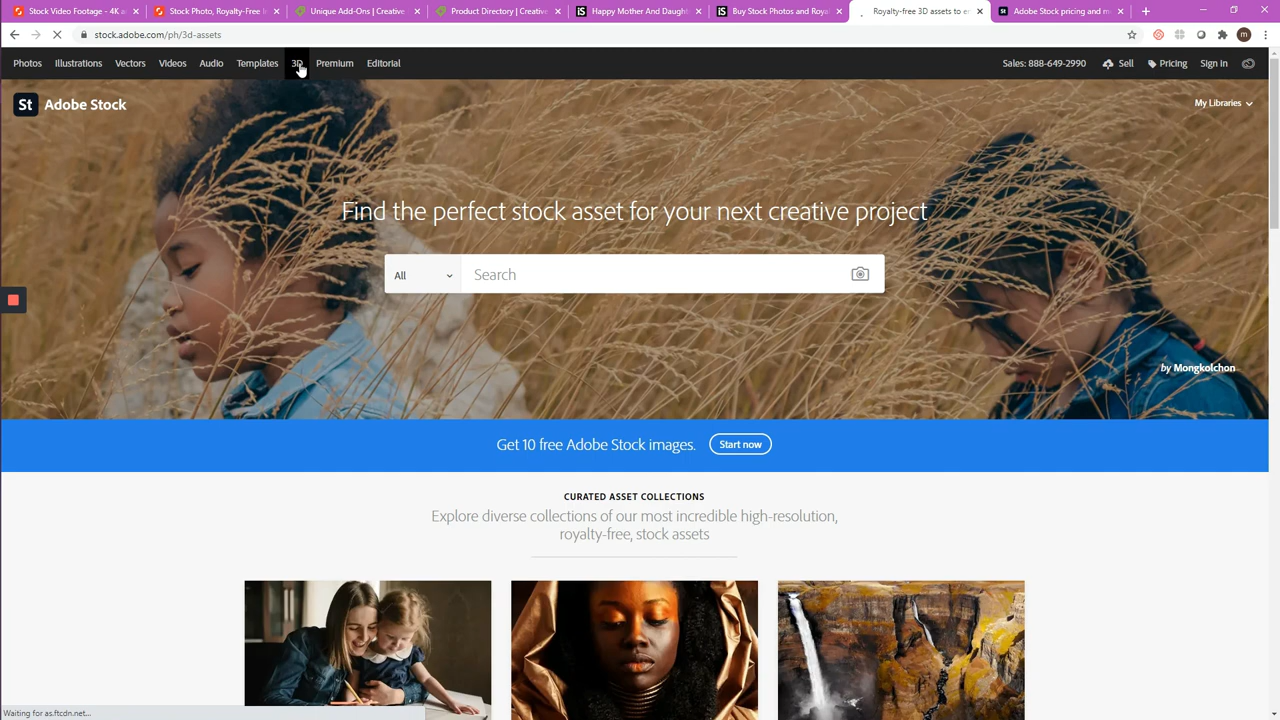 Stock Video Footage - 4K a
Stock Photo, Royalty-Free I
Unique Add-Ons | Creative
Product Directory | Creative
Happy Mother And Daught
Buy Stock Photos and Roya
Royalty-free 3D assets to e
Adobe Stock pricing and m
stock.adobe.com/ph/3d-assets
m
Photos Illustrations Vectors Videos Audio Templates 3D Premium Editorial Sales: 888-649-2990 Sell Pricing Sign In
St Adobe Stock
My Libraries
Find the perfect stock asset for your next creative project
All Search
by Mongkolchon
Get 10 free Adobe Stock images. Start now
CURATED ASSET COLLECTIONS
Explore diverse collections of our most incredible high-resolution,
royalty-free, stock assets
Waiting for as.ftcdn.net...